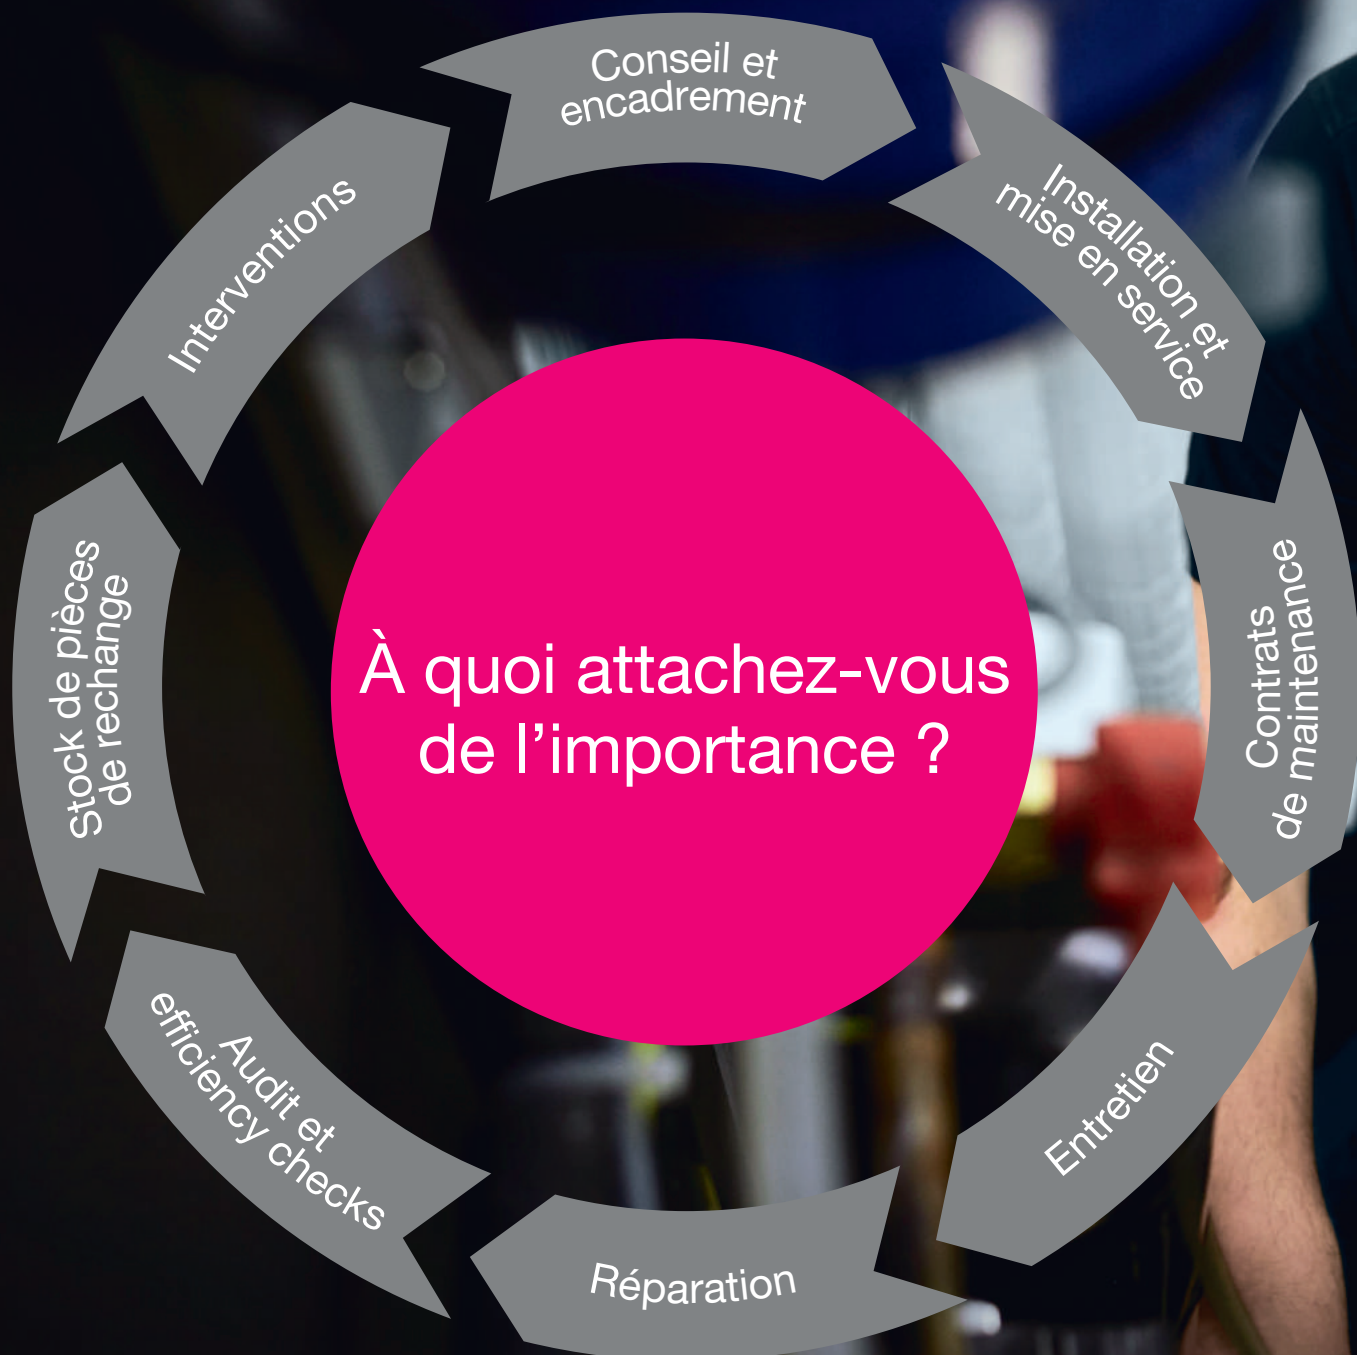 Conseil et
encadrement
Installation et
mise en service
Contrats
de maintenance
Entretien
Réparation
Audit et
efficiency checks
Stock de pièces
de rechange
Interventions
À quoi attachez-vous
de l’importance ?